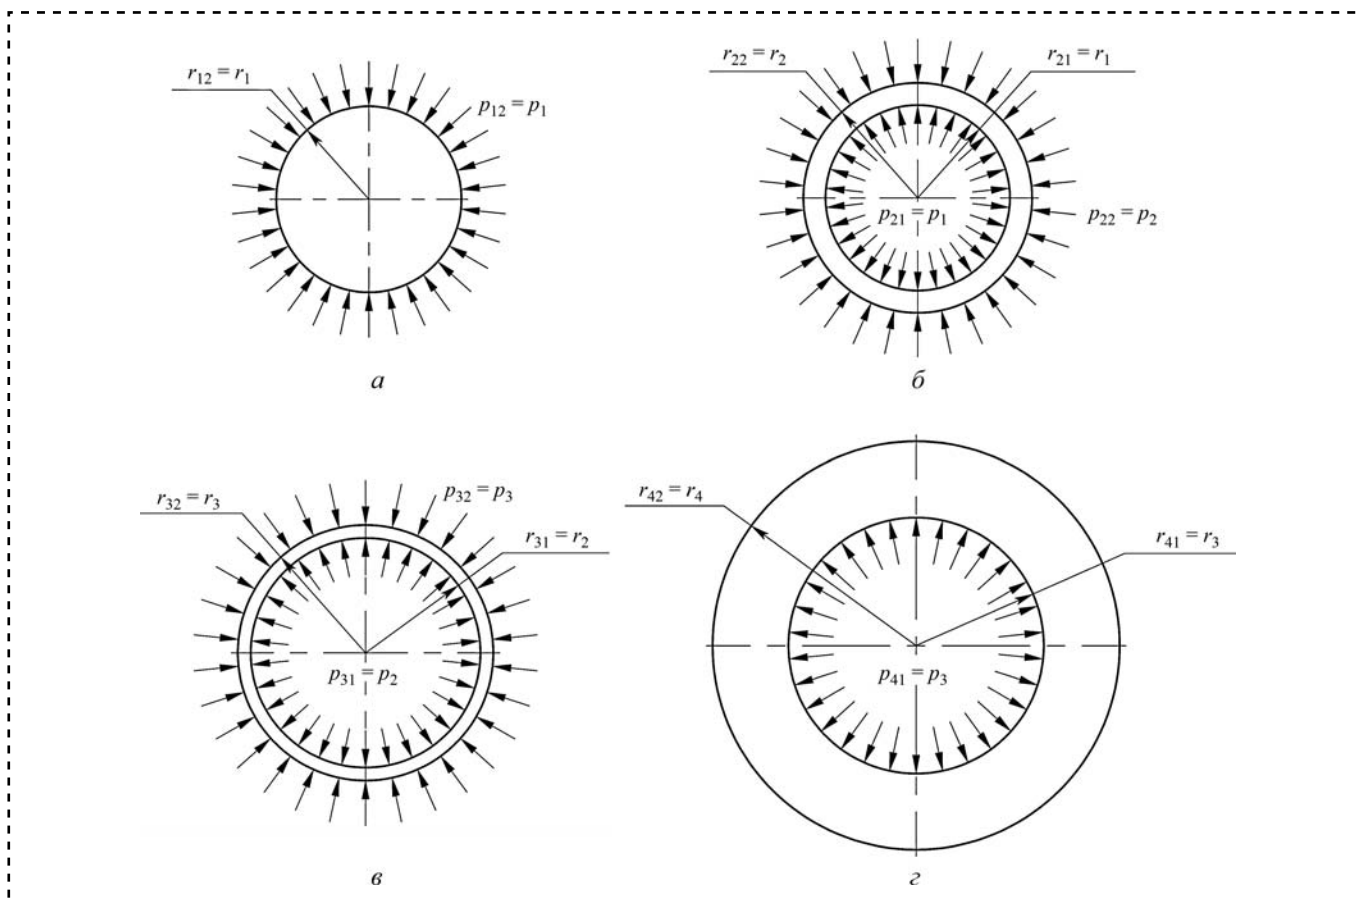 r₁₂ = r₁
p₁₂ = p₁
а
r₂₂ = r₂
r₂₁ = r₁
p₂₁ = p₁
p₂₂ = p₂
б
r₃₂ = r₃
p₃₂ = p₃
r₃₁ = r₂
p₃₁ = p₂
в
r₄₂ = r₄
r₄₁ = r₃
p₄₁ = p₃
г